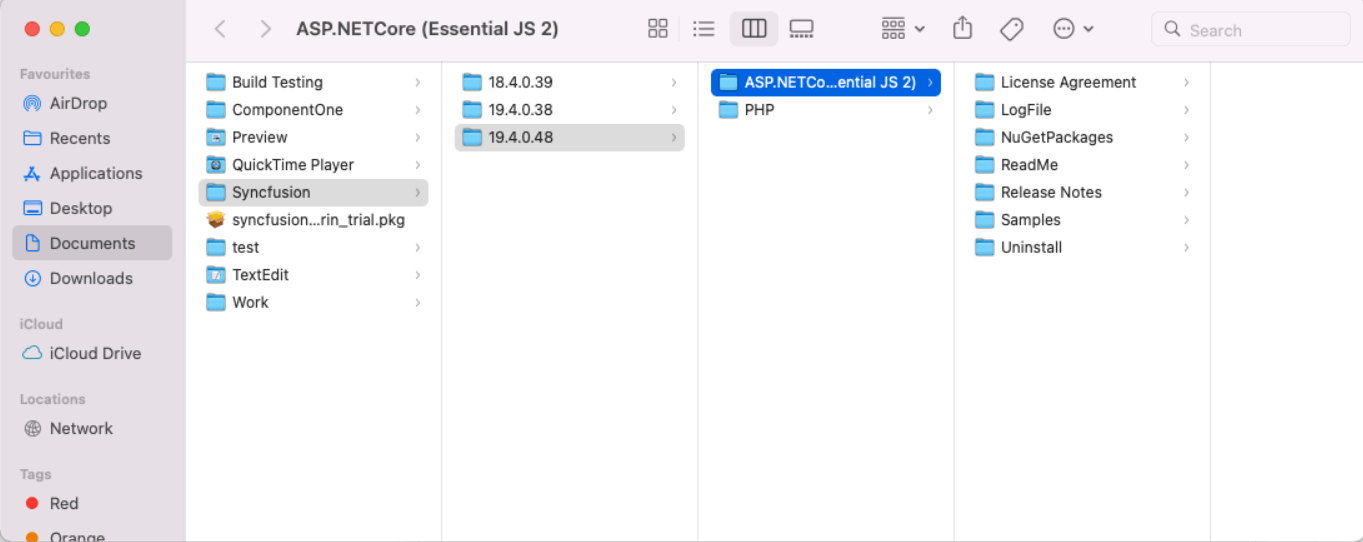 ASP.NETCore (Essential JS 2)
Search
Favourites
AirDrop
Recents
Applications
Desktop
Documents
Downloads
iCloud
iCloud Drive
Locations
Network
Tags
Red
Orange
Build Testing
ComponentOne
Preview
QuickTime Player
Syncfusion
syncfusion...rin_trial.pkg
test
TextEdit
Work
18.4.0.39
19.4.0.38
19.4.0.48
ASP.NETCo...ential JS 2)
PHP
License Agreement
LogFile
NuGetPackages
ReadMe
Release Notes
Samples
Uninstall